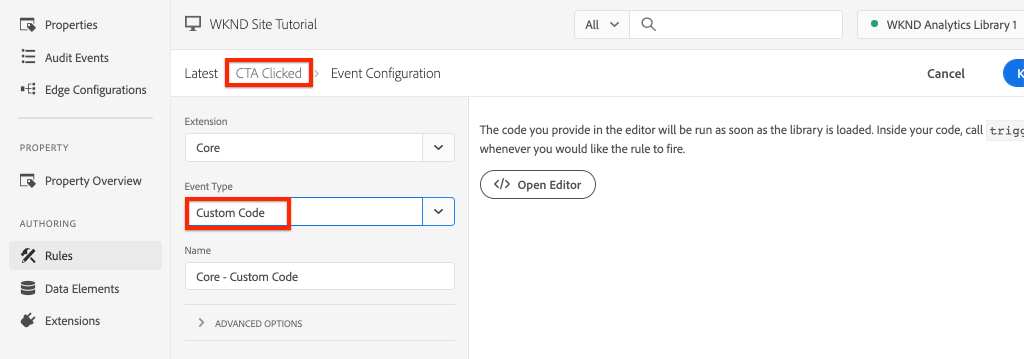 Properties
Audit Events
Edge Configurations
PROPERTY
Property Overview
AUTHORING
Rules
Data Elements
Extensions
WKND Site Tutorial
All
WKND Analytics Library 1
Latest CTA Clicked > Event Configuration
Cancel
Extension
Core
Event Type
Custom Code
Name
Core - Custom Code
> ADVANCED OPTIONS
The code you provide in the editor will be run as soon as the library is loaded. Inside your code, call
whenever you would like the rule to fire.
</> Open Editor